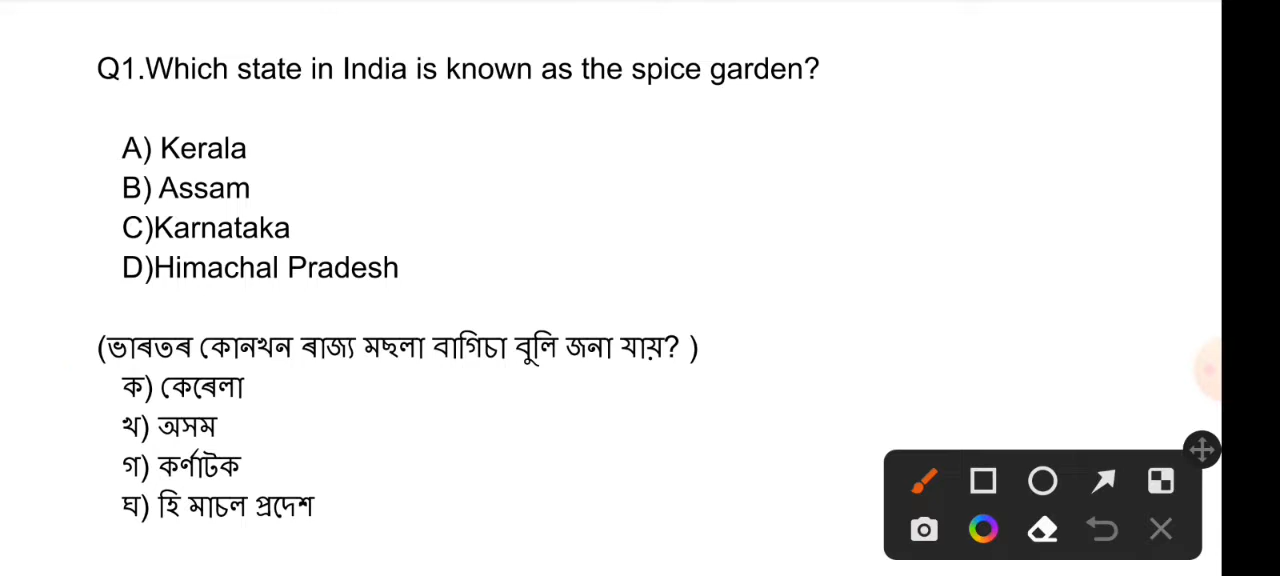 Q1.Which state in India is known as the spice garden?
A) Kerala
B) Assam
C)Karnataka
D)Himachal Pradesh
(ভাৰতৰ কোনখন ৰাজ্য মছলা বাগিচা বুলি জনা যায়? )
ক) কেৰেলা
খ) অসম
গ) কৰ্ণাটক
ঘ) হি মাচল প্ৰদেশ